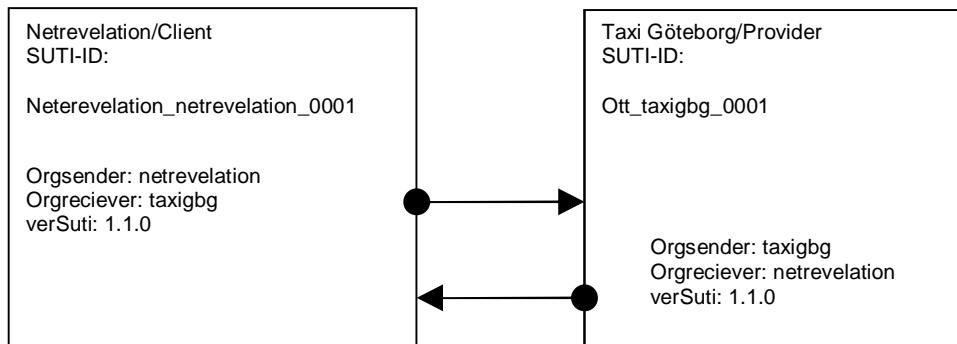 Netrevelation/Client
SUTI-ID:
Neterevelation_netrevelation_0001
Orgsender: netrevelation
Orgreciever: taxigbg
verSuti: 1.1.0
Taxi Göteborg/Provider
SUTI-ID:
Ott_taxigbg_0001
Orgsender: taxigbg
Orgreciever: netrevelation
verSuti: 1.1.0